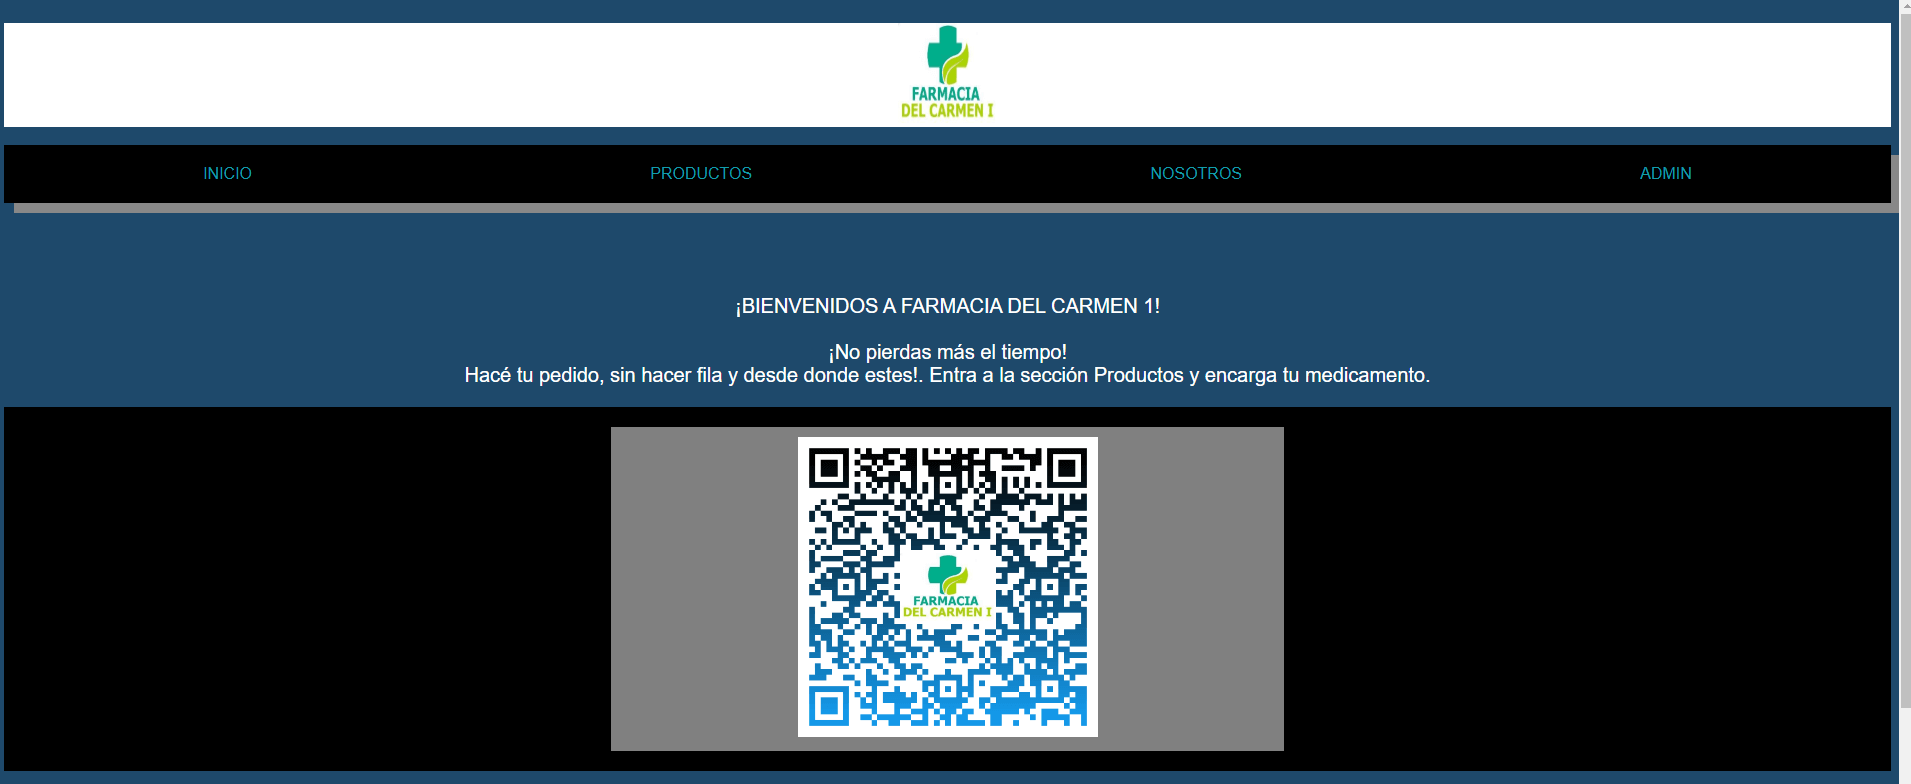 FARMACIA
DEL CARMEN I
INICIO PRODUCTOS NOSOTROS ADMIN
¡BIENVENIDOS A FARMACIA DEL CARMEN 1!
¡No pierdas más el tiempo!
Hacé tu pedido, sin hacer fila y desde donde estes!. Entra a la sección Productos y encarga tu medicamento.
FARMACIA
DEL CARMEN I